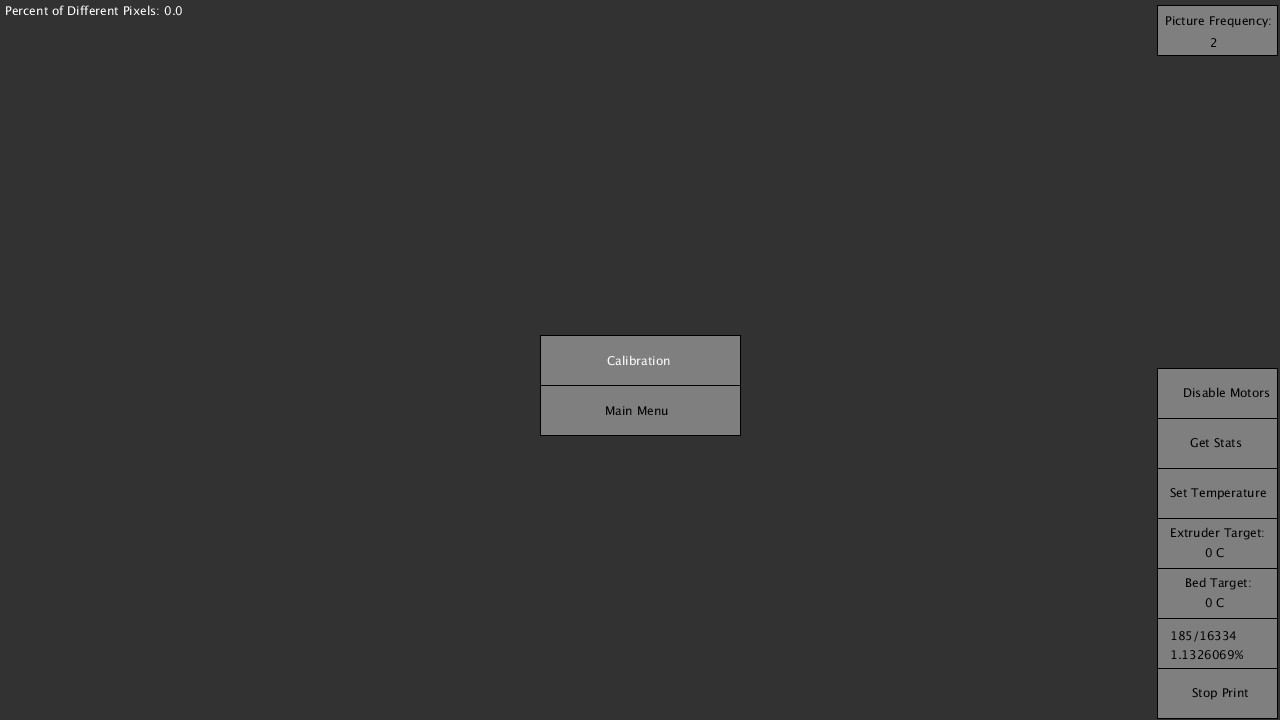 Percent of Different Pixels: 0.0
Picture Frequency:
2
Calibration
Main Menu
Disable Motors
Get Stats
Set Temperature
Extruder Target:
0 C
Bed Target:
0 C
185/16334
1.1326069%
Stop Print